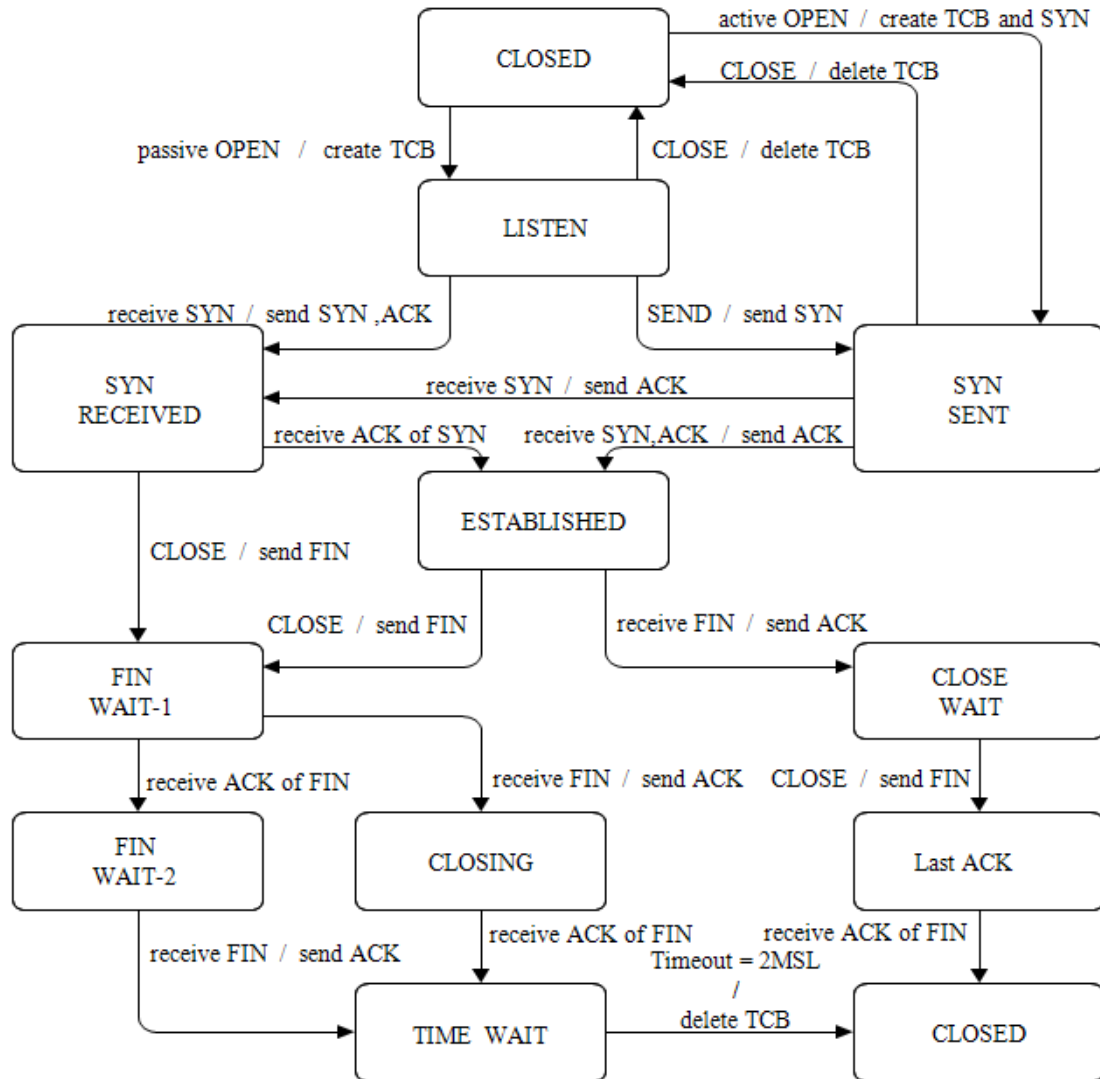 active OPEN / create TCB and SYN
CLOSED
CLOSE / delete TCB
passive OPEN / create TCB
CLOSE / delete TCB
LISTEN
receive SYN / send SYN ,ACK
SEND / send SYN
SYN
RECEIVED
receive SYN / send ACK
SYN
SENT
receive ACK of SYN
receive SYN,ACK / send ACK
ESTABLISHED
CLOSE / send FIN
CLOSE / send FIN
receive FIN / send ACK
FIN
WAIT-1
CLOSE
WAIT
receive ACK of FIN
receive FIN / send ACK
CLOSE / send FIN
FIN
WAIT-2
CLOSING
Last ACK
receive FIN / send ACK
receive ACK of FIN
receive ACK of FIN
Timeout = 2MSL
/
delete TCB
TIME WAIT
CLOSED